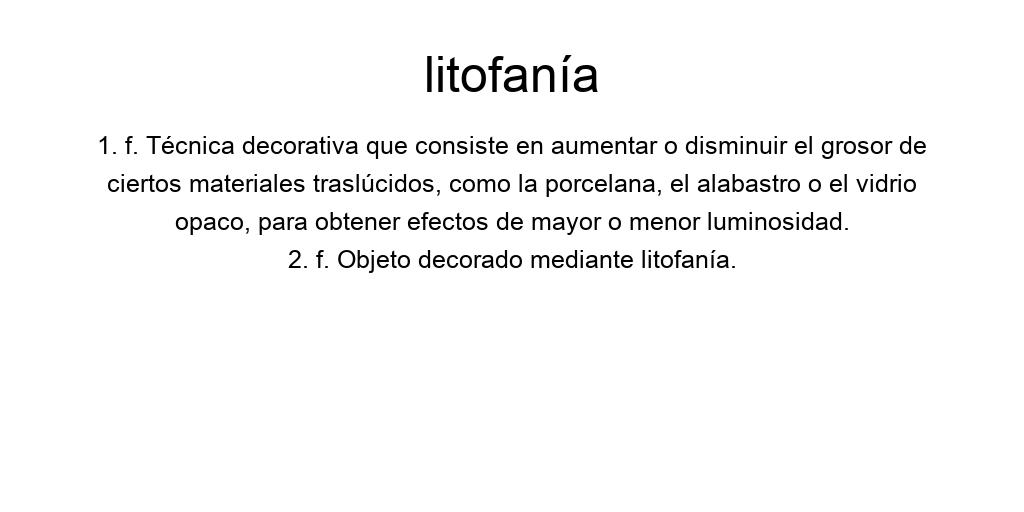 litofanía
1. f. Técnica decorativa que consiste en aumentar o disminuir el grosor de
ciertos materiales traslúcidos, como la porcelana, el alabastro o el vidrio
opaco, para obtener efectos de mayor o menor luminosidad.
2. f. Objeto decorado mediante litofanía.